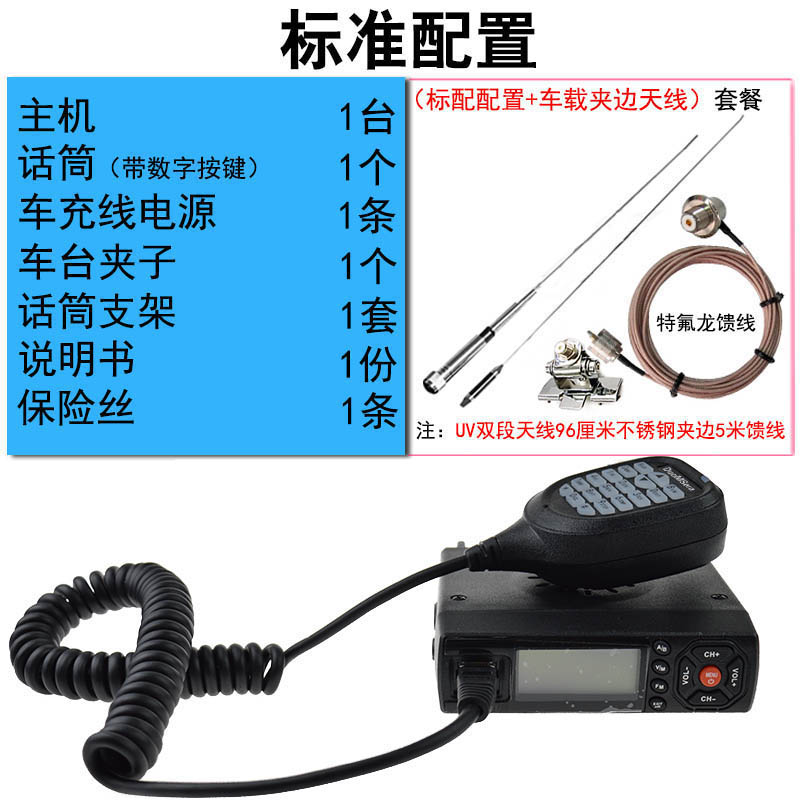 标准配置
主机 1台
话筒（带数字按键） 1个
车充线电源 1条
车台夹子 1个
话筒支架 1套
说明书 1份
保险丝 1条
（标配配置+车载夹边天线）套餐
特氟龙馈线
注：UV双段天线96厘米不锈钢夹边5米馈线
A/B
V/M
FM
CH+
VOL-
MENU
VOL+
CH-